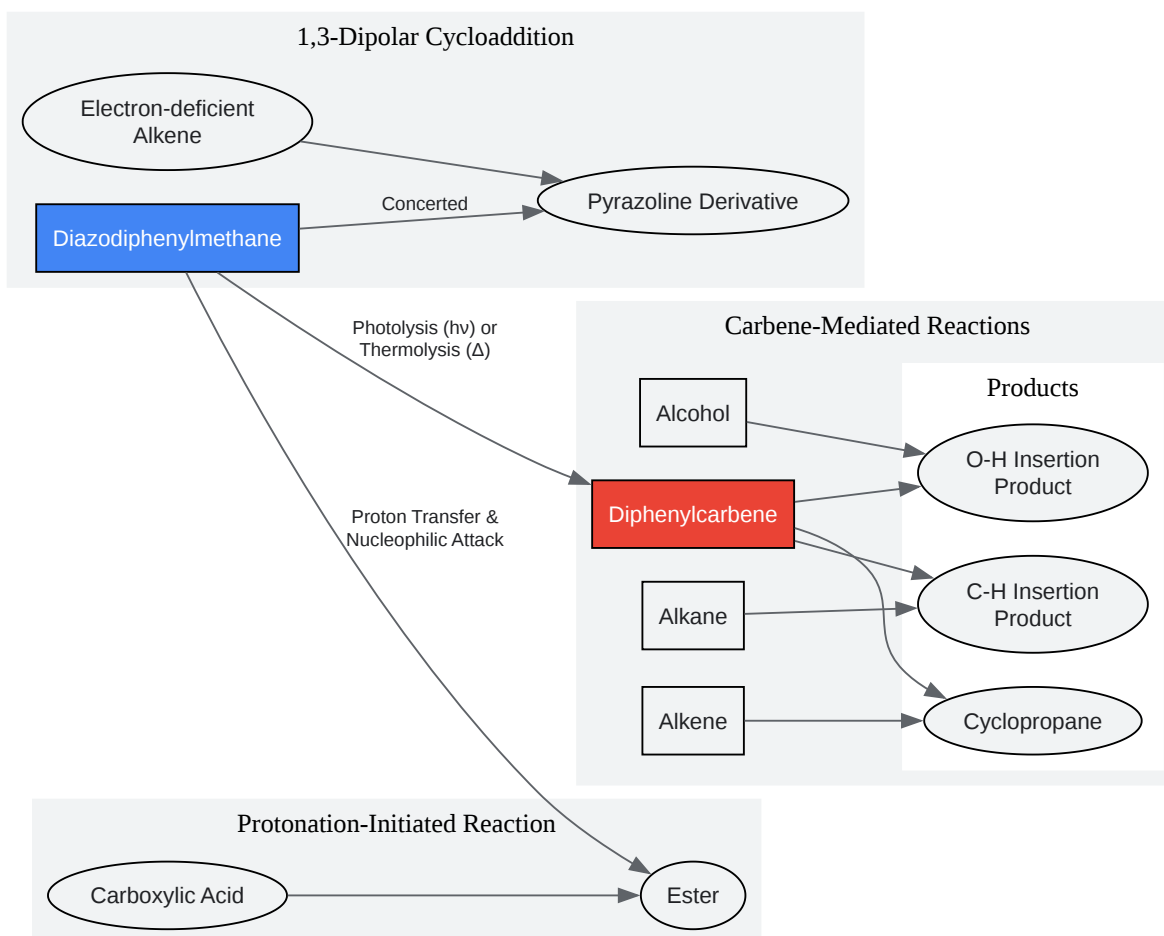 1,3-Dipolar Cycloaddition
Electron-deficient
Alkene
Concerted
Pyrazoline Derivative
Diazodiphenylmethane
Photolysis (hν) or
Thermolysis (Δ)
Carbene-Mediated Reactions
Products
Alcohol
O-H Insertion
Product
Diphenylcarbene
Proton Transfer &
Nucleophilic Attack
Alkane
C-H Insertion
Product
Alkene
Cyclopropane
Protonation-Initiated Reaction
Carboxylic Acid
Ester